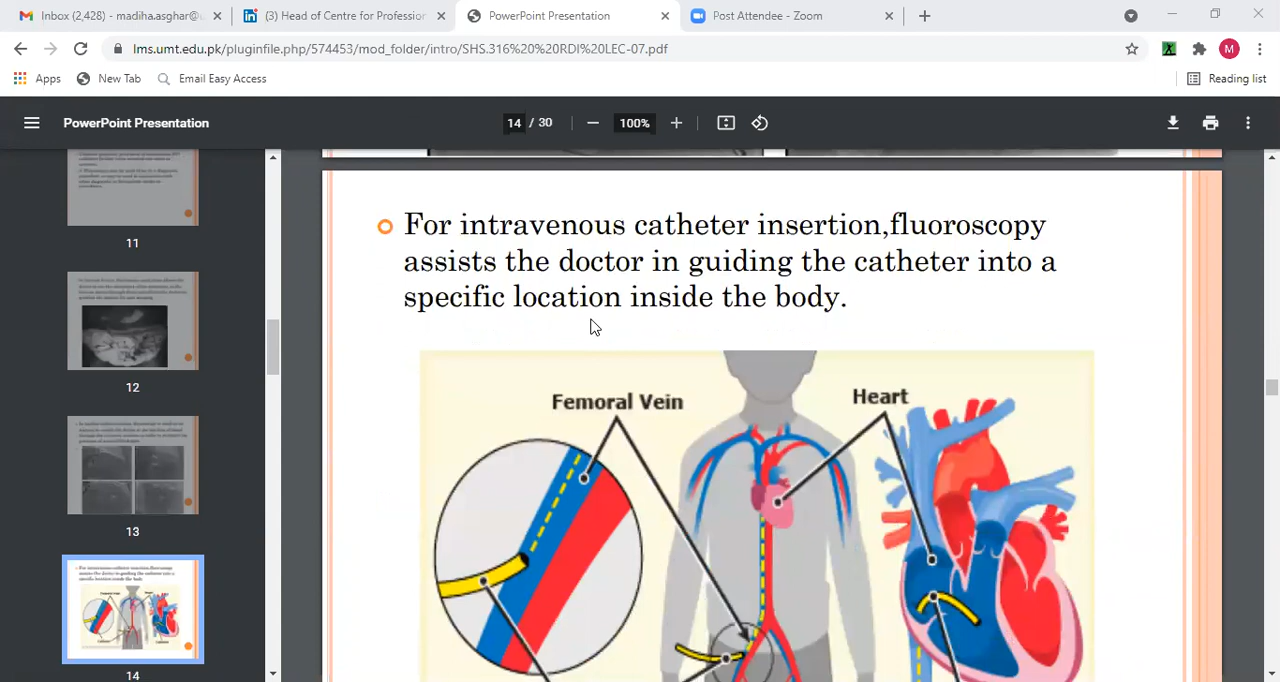 Inbox (2,428) - madiha.asghar@u
(3) Head of Centre for Profession
PowerPoint Presentation
Post Attendee - Zoom
lms.umt.edu.pk/pluginfile.php/574453/mod_folder/intro/SHS.316%20%20RDI%20LEC-07.pdf
M
Apps
New Tab
Email Easy Access
Reading list
PowerPoint Presentation
14 / 30
100%
11
12
13
14
For intravenous catheter insertion,fluoroscopy
assists the doctor in guiding the catheter into a
specific location inside the body.
Femoral Vein
Heart